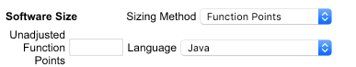 Software Size Sizing Method Function Points
Unadjusted
Function
Points
Language Java